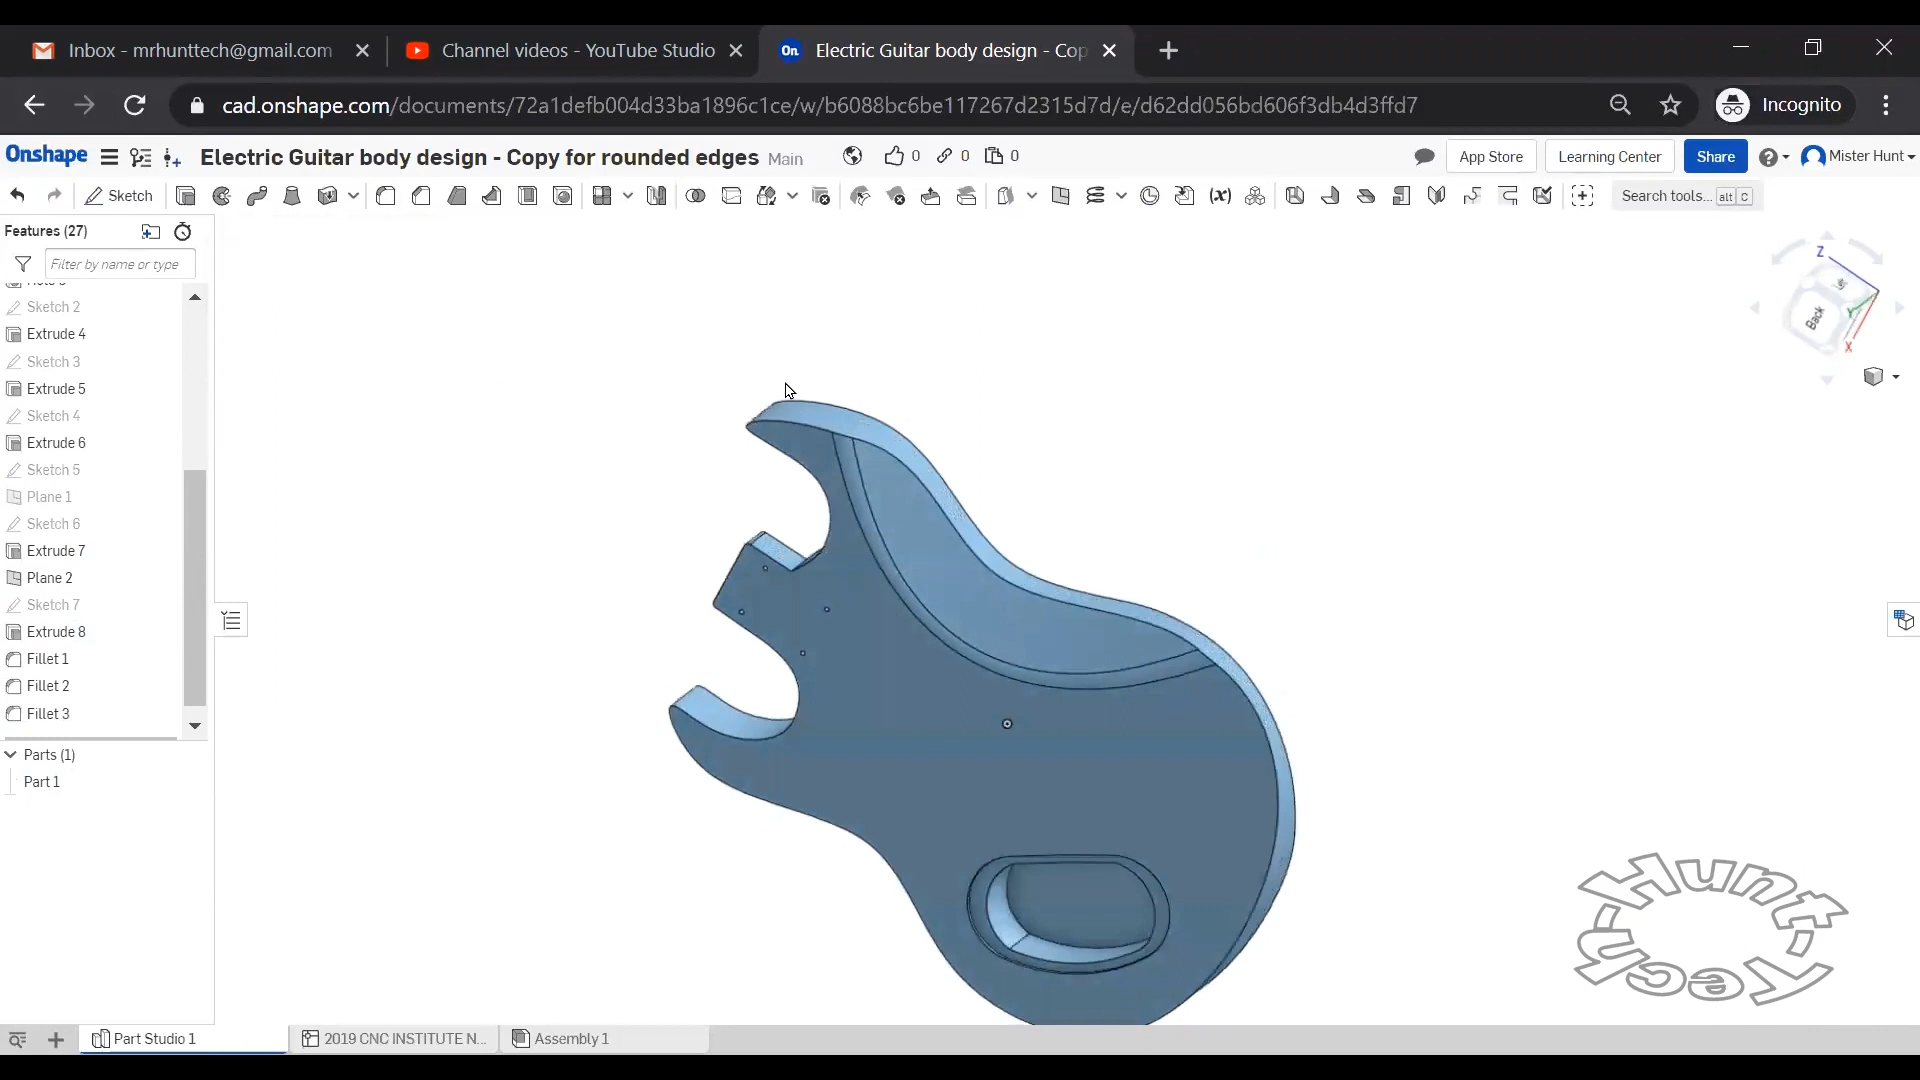 Inbox - mrhunttech@gmail.com
Channel videos - YouTube Studio
On. Electric Guitar body design - Cop
cad.onshape.com/documents/72a1defb004d33ba1896c1ce/w/b6088bc6be117267d2315d7d/e/d62dd056bd606f3db4d3ffd7
Incognito
Onshape Electric Guitar body design - Copy for rounded edges Main 0 0 0 App Store Learning Center Share Mister Hunt
Sketch (x) Search tools... alt C
Features (27)
Filter by name or type
Sketch 2
Extrude 4
Sketch 3
Extrude 5
Sketch 4
Extrude 6
Sketch 5
Plane 1
Sketch 6
Extrude 7
Plane 2
Sketch 7
Extrude 8
Fillet 1
Fillet 2
Fillet 3
Parts (1)
Part 1
Z
Back
Y
X
Hunt
Tech
Part Studio 1
2019 CNC INSTITUTE N...
Assembly 1